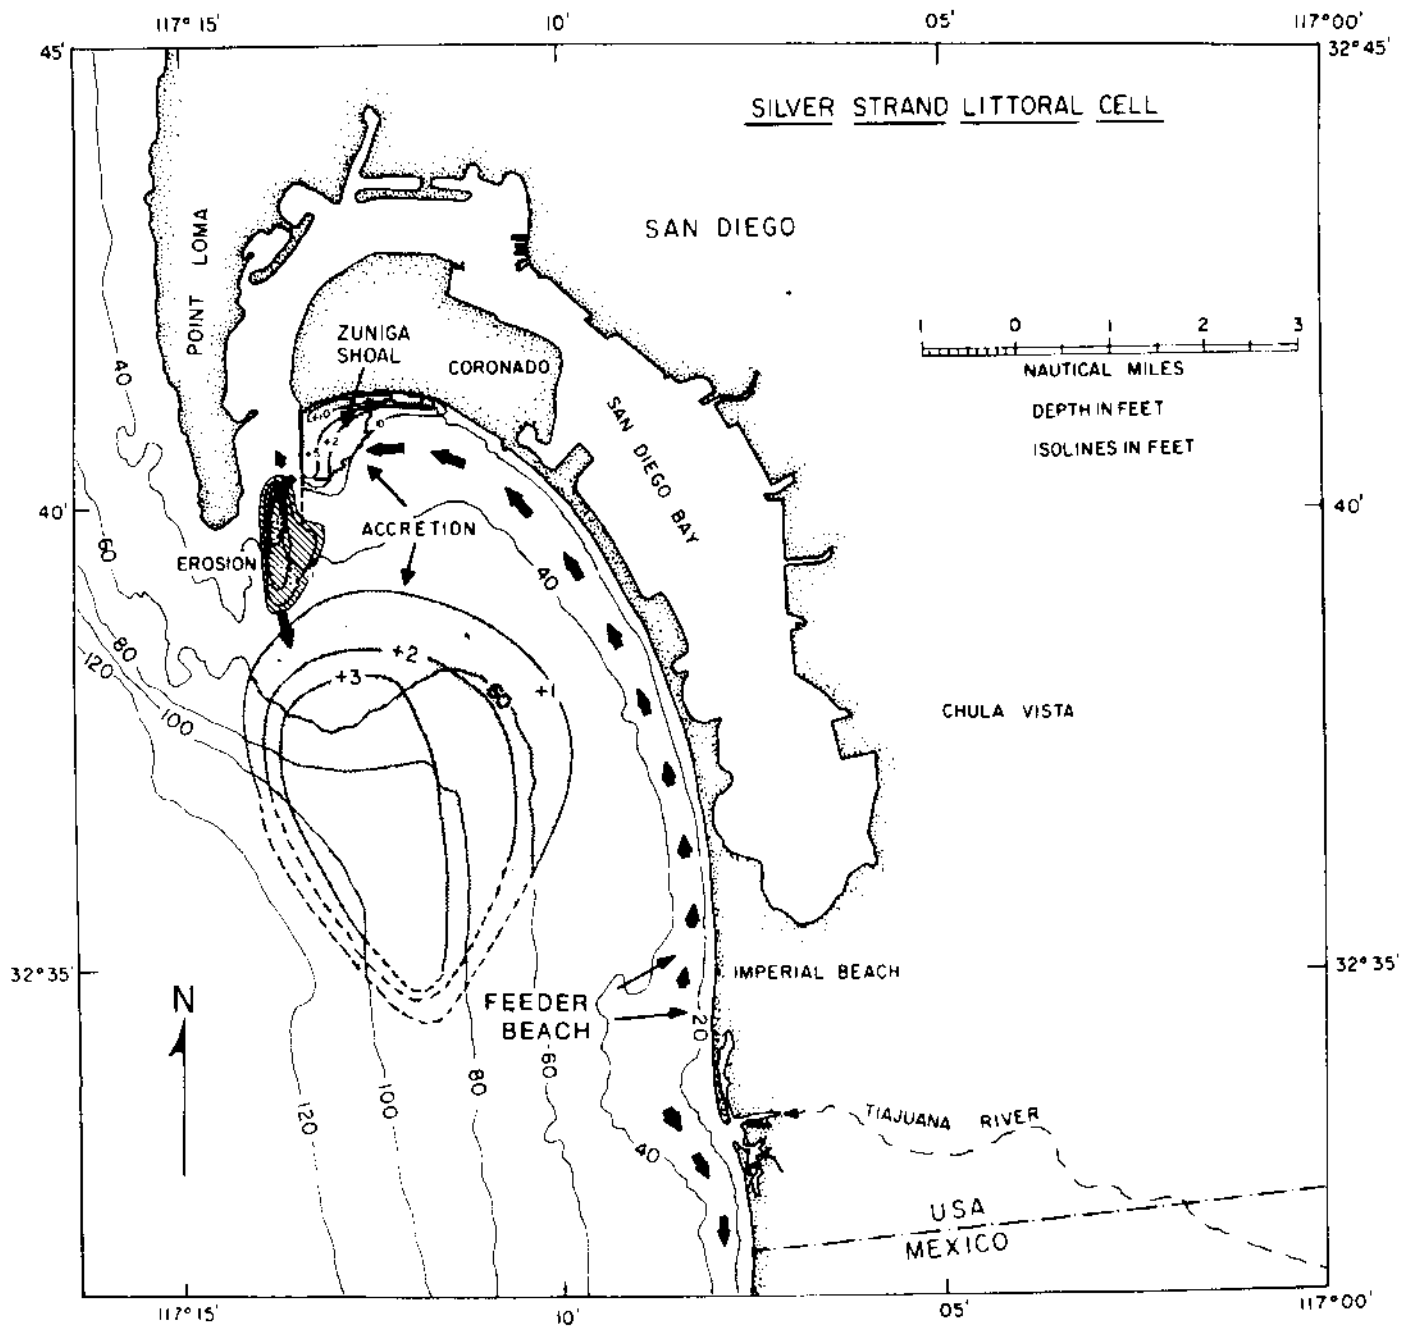 117° 15'
10'
05'
117° 00'
45'
32° 45'
SILVER STRAND LITTORAL CELL
SAN DIEGO
POINT LOMA
ZUNIGA
SHOAL
CORONADO
1 0 1 2 3
NAUTICAL MILES
DEPTH IN FEET
ISOLINES IN FEET
SAN DIEGO BAY
40
+2
40'
40'
ACCRETION
EROSION
60
40
80
120
100
+2
+3
60
+1
CHULA VISTA
32° 35'
32° 35'
IMPERIAL BEACH
N
FEEDER
BEACH
20
60
80
100
120
40
TIAJUANA RIVER
USA
MEXICO
117° 15'
10'
05'
117° 00'